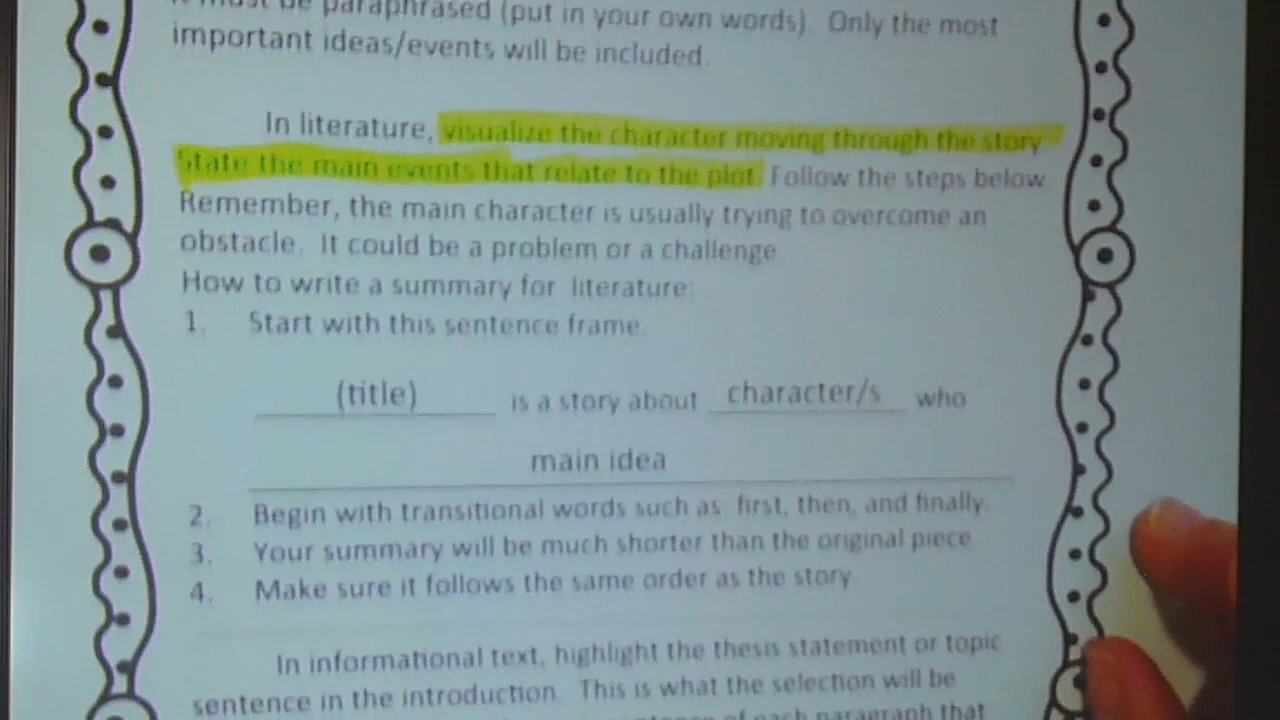 be paraphrased (put in your own words). Only the most
important ideas/events will be included.
In literature, visualize the character moving through the story
State the main events that relate to the plot. Follow the steps below
Remember, the main character is usually trying to overcome an
obstacle. It could be a problem or a challenge
How to write a summary for literature:
1. Start with this sentence frame.
(title) is a story about character/s who
main idea
2. Begin with transitional words such as: first, then, and finally.
3. Your summary will be much shorter than the original piece
4. Make sure it follows the same order as the story.
In informational text, highlight the thesis statement or topic
sentence in the introduction. This is what the selection will be
of each paragraph that